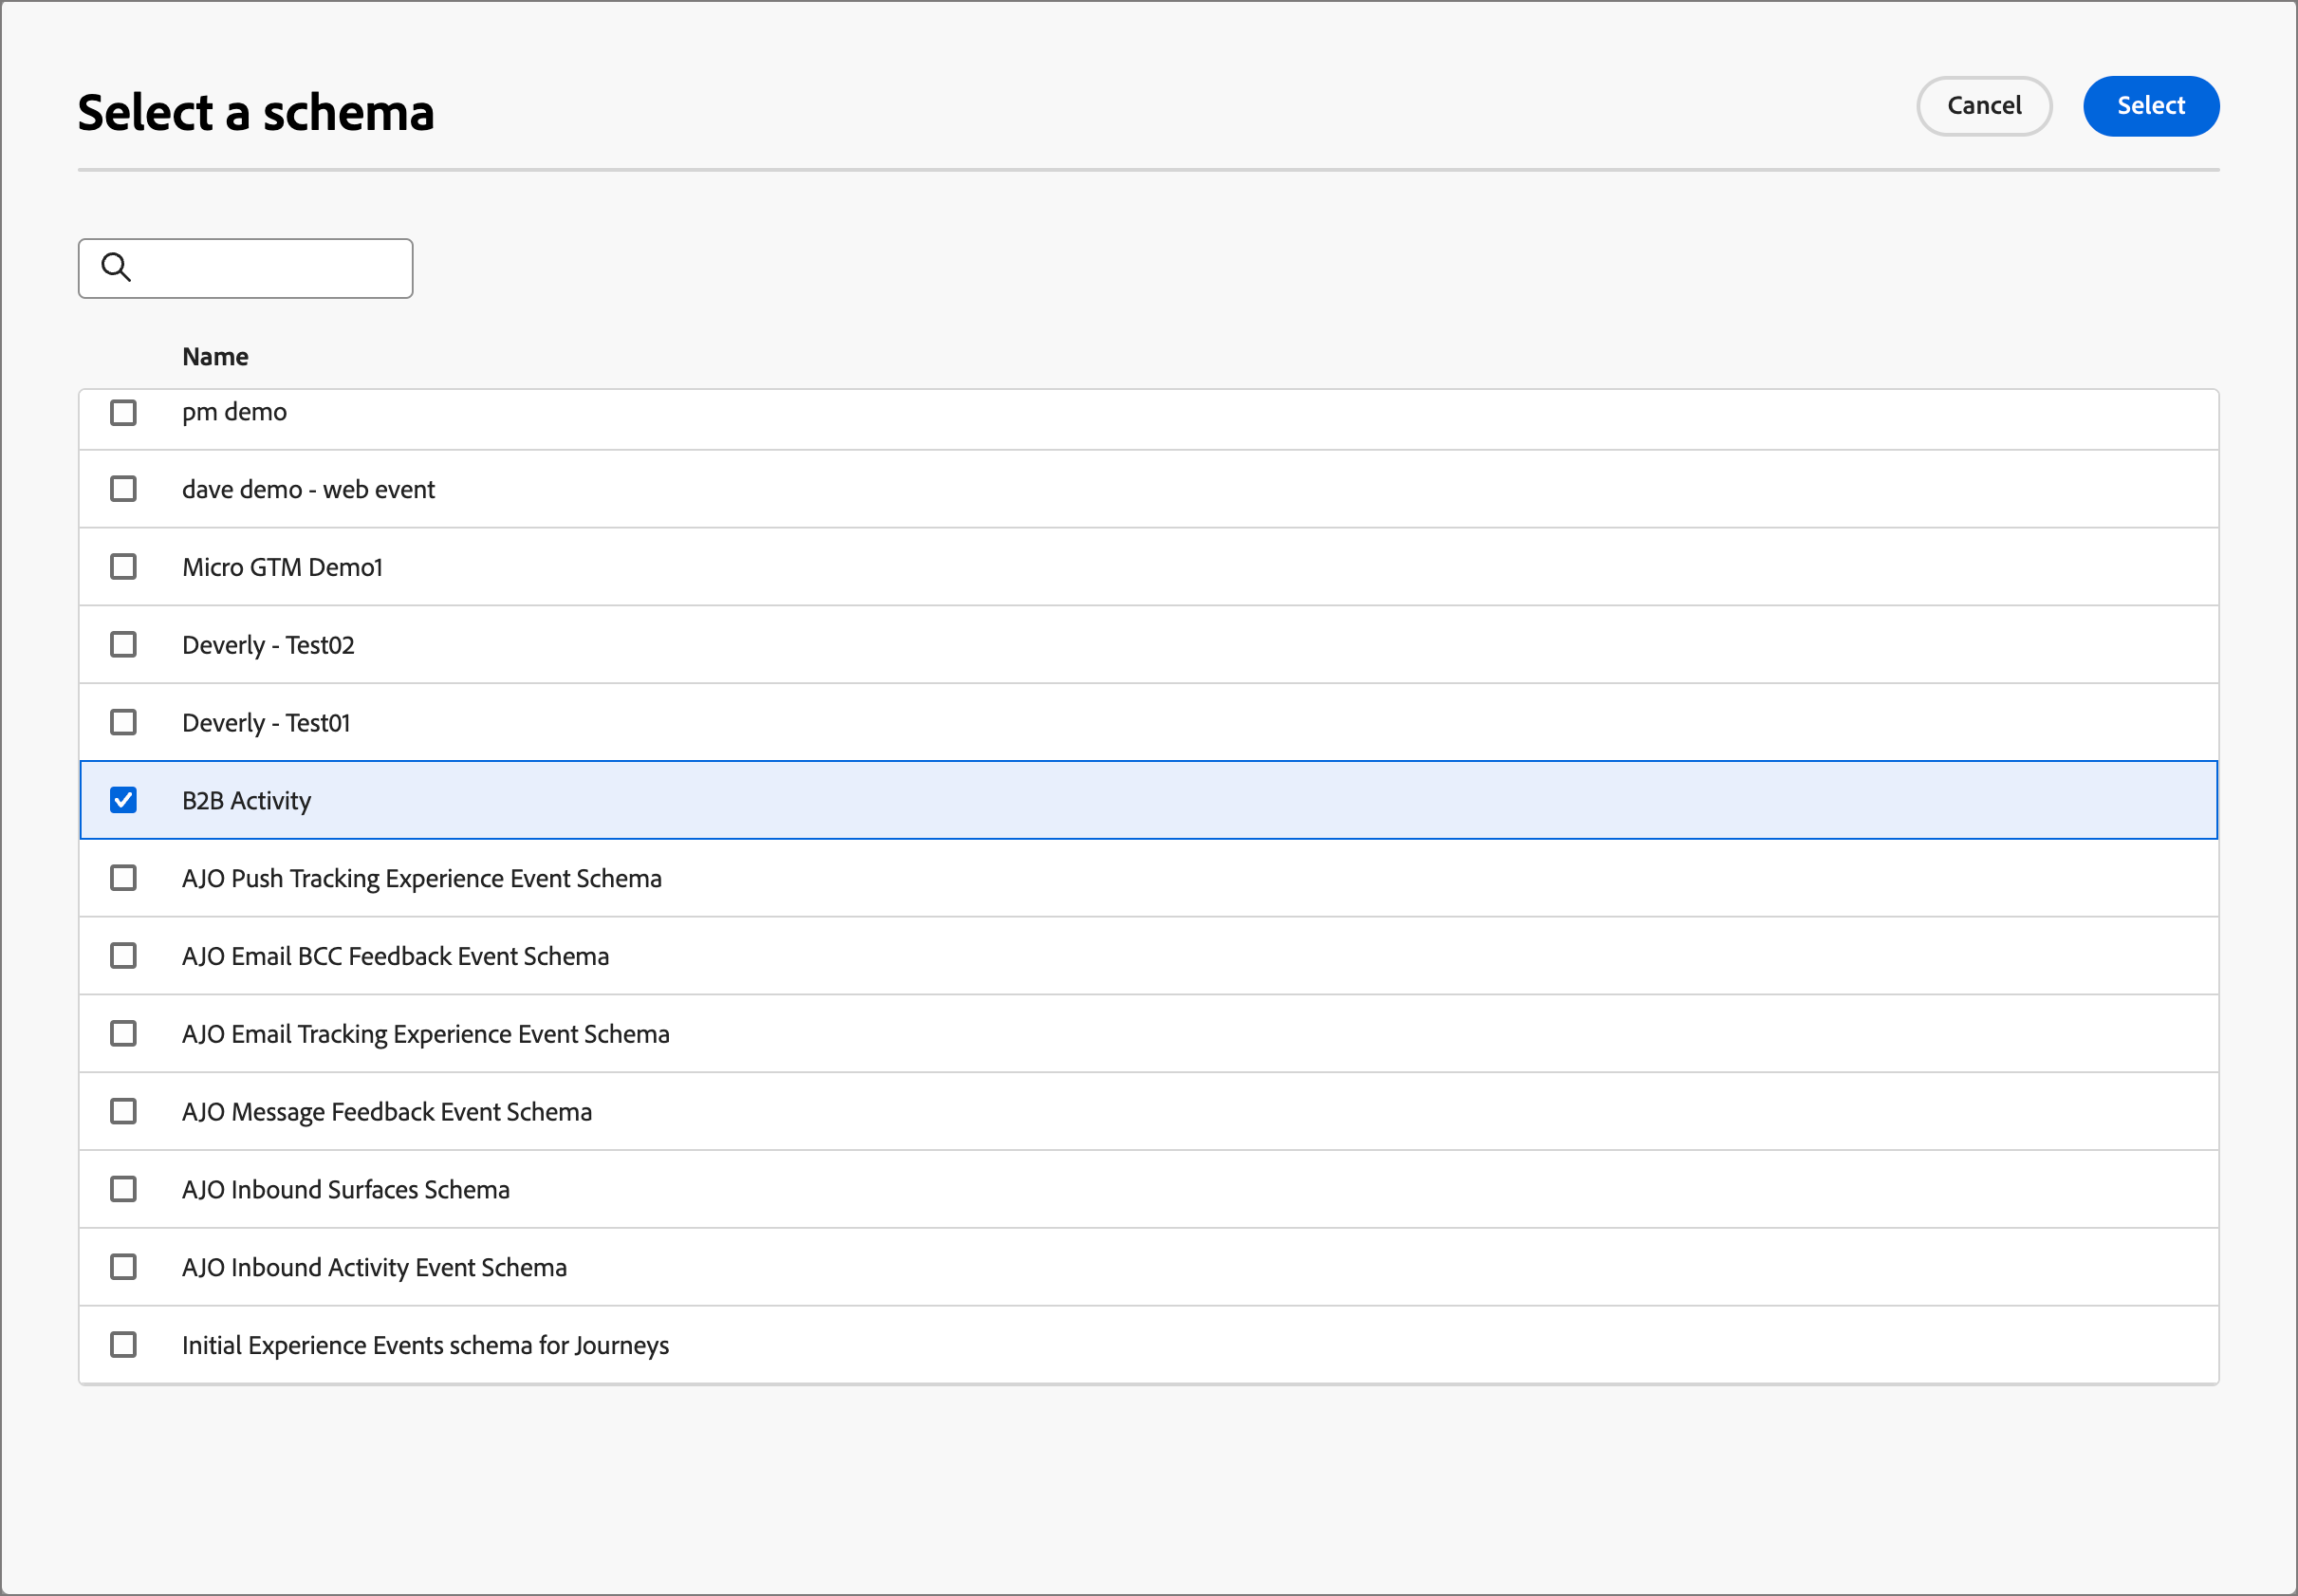 Select a schema
Cancel
Select
Name
pm demo
dave demo - web event
Micro GTM Demo1
Deverly - Test02
Deverly - Test01
B2B Activity
AJO Push Tracking Experience Event Schema
AJO Email BCC Feedback Event Schema
AJO Email Tracking Experience Event Schema
AJO Message Feedback Event Schema
AJO Inbound Surfaces Schema
AJO Inbound Activity Event Schema
Initial Experience Events schema for Journeys